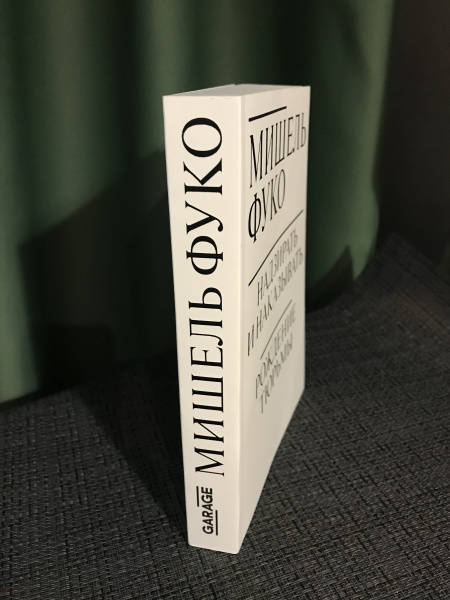 МИШЕЛЬ ФУКО
GARAGE
МИШЕЛЬ
ФУКО
НАДЗИРАТЬ
И НАКАЗЫВАТЬ
РОЖДЕНИЕ
ТЮРЬМЫ